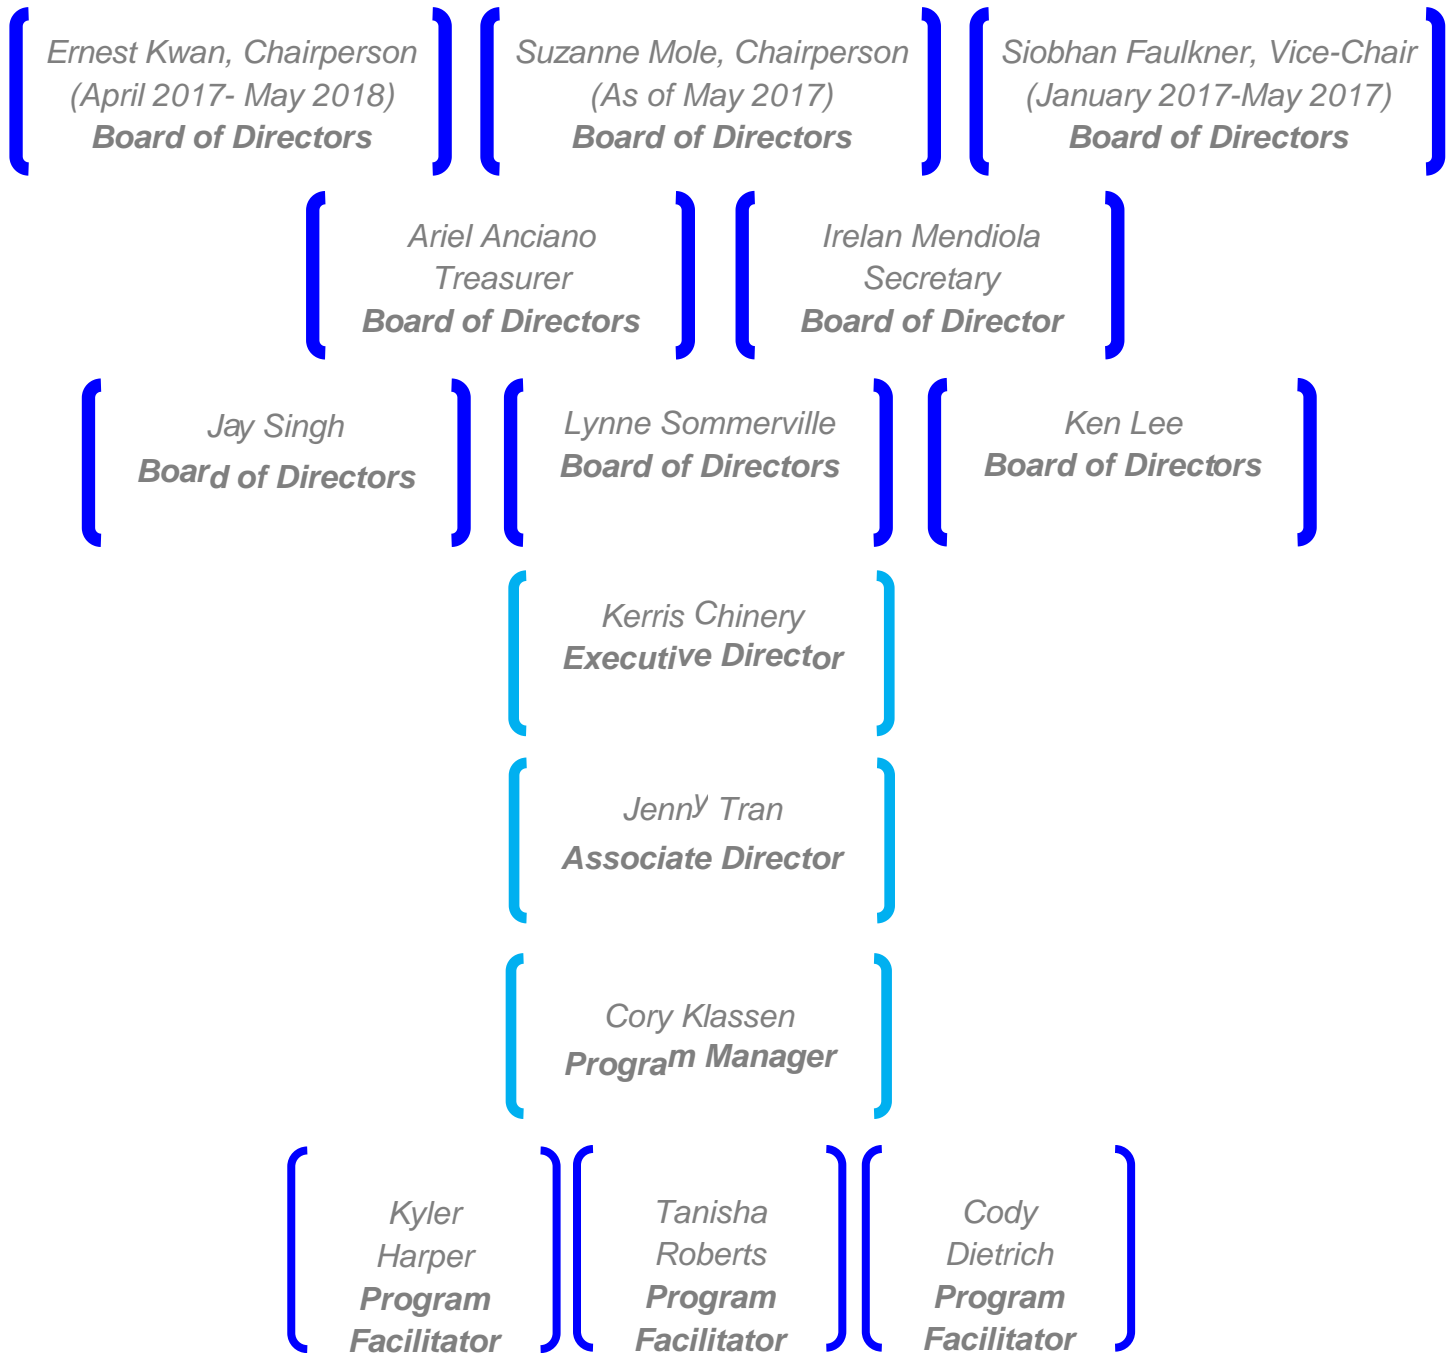 Ernest Kwan, Chairperson
(April 2017- May 2018)
Board of Directors
Suzanne Mole, Chairperson
(As of May 2017)
Board of Directors
Siobhan Faulkner, Vice-Chair
(January 2017-May 2017)
Board of Directors
Ariel Anciano
Treasurer
Board of Directors
Irelan Mendiola
Secretary
Board of Director
Jay Singh
Board of Directors
Lynne Sommerville
Board of Directors
Ken Lee
Board of Directors
Kerris Chinery
Executive Director
Jenny Tran
Associate Director
Cory Klassen
Program Manager
Kyler
Harper
Program
Facilitator
Tanisha
Roberts
Program
Facilitator
Cody
Dietrich
Program
Facilitator